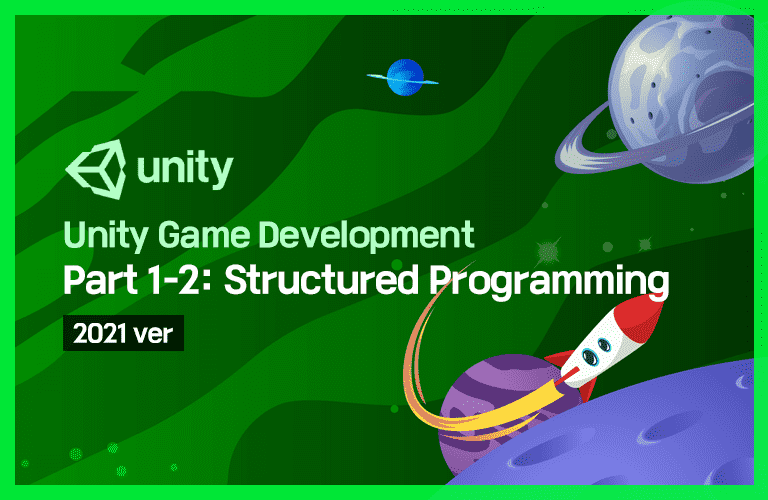 unity
Unity Game Development
Part 1-2: Structured Programming
2021 ver